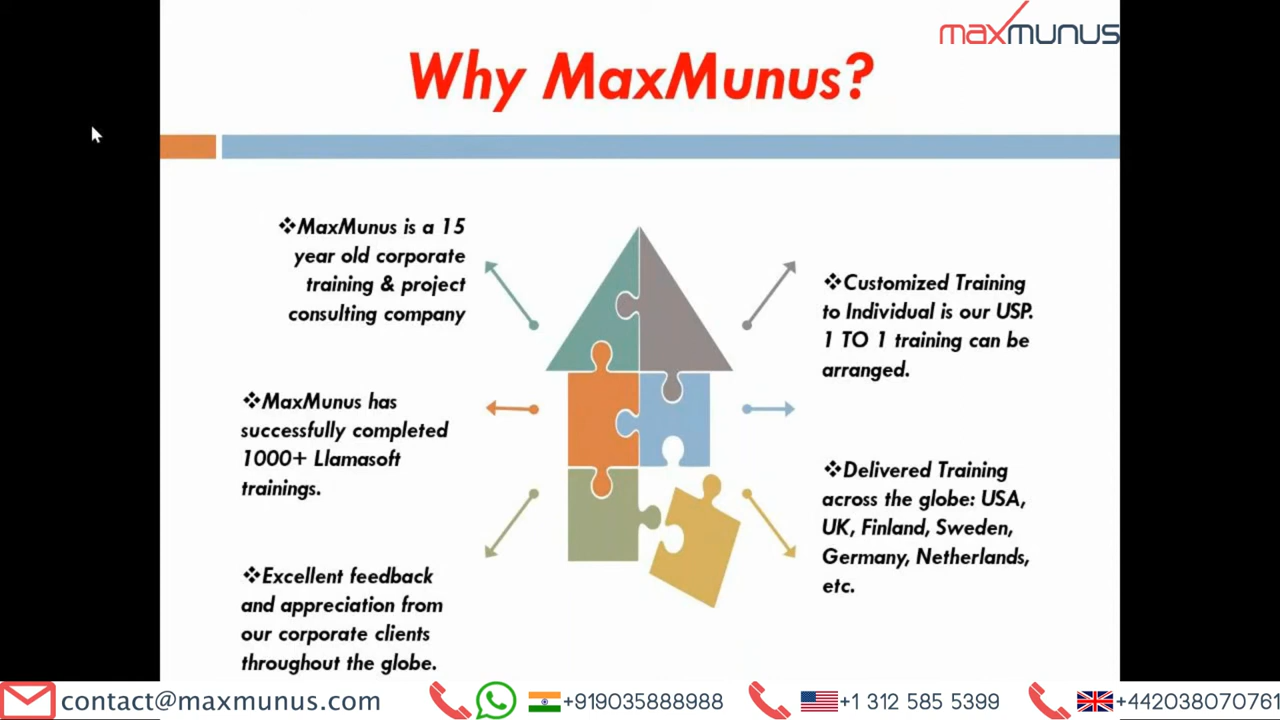 maxmunus
Why MaxMunus?
❖MaxMunus is a 15
year old corporate
training & project
consulting company
❖MaxMunus has
successfully completed
1000+ Llamasoft
trainings.
❖Excellent feedback
and appreciation from
our corporate clients
throughout the globe.
❖Customized Training
to Individual is our USP.
1 TO 1 training can be
arranged.
❖Delivered Training
across the globe: USA,
UK, Finland, Sweden,
Germany, Netherlands,
etc.
contact@maxmunus.com +919035888988 +1 312 585 5399 +442038070761